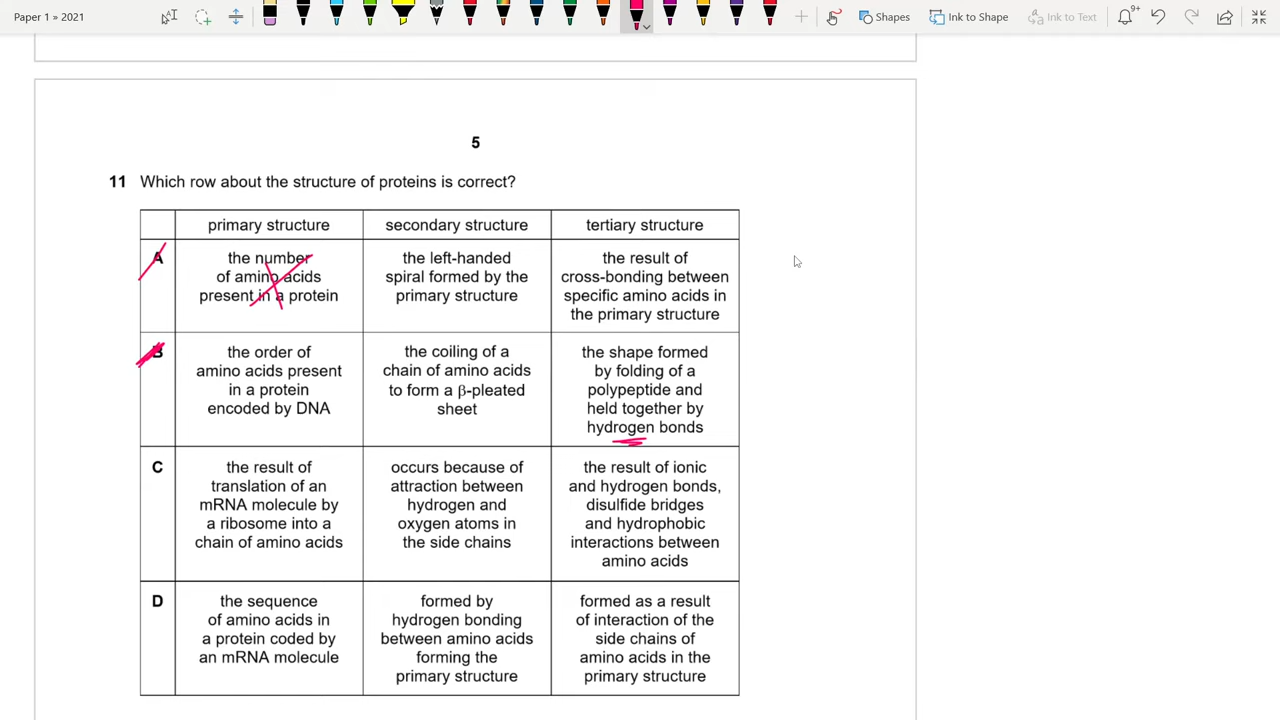 Paper 1 » 2021
Shapes
Ink to Shape
Ink to Text
9+
5
11 Which row about the structure of proteins is correct?
primary structure secondary structure tertiary structure
A
the number
of amino acids
present in a protein
the left-handed
spiral formed by the
primary structure
the result of
cross-bonding between
specific amino acids in
the primary structure
B
the order of
amino acids present
in a protein
encoded by DNA
the coiling of a
chain of amino acids
to form a β-pleated
sheet
the shape formed
by folding of a
polypeptide and
held together by
hydrogen bonds
C
the result of
translation of an
mRNA molecule by
a ribosome into a
chain of amino acids
occurs because of
attraction between
hydrogen and
oxygen atoms in
the side chains
the result of ionic
and hydrogen bonds,
disulfide bridges
and hydrophobic
interactions between
amino acids
D
the sequence
of amino acids in
a protein coded by
an mRNA molecule
formed by
hydrogen bonding
between amino acids
forming the
primary structure
formed as a result
of interaction of the
side chains of
amino acids in the
primary structure